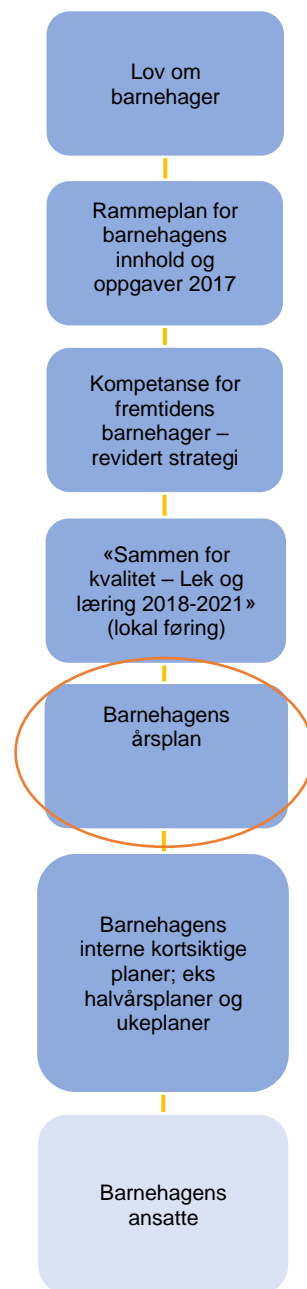 Lov om
barnehager
Rammeplan for
barnehagens
innhold og
oppgaver 2017
Kompetanse for
fremtidens
barnehager –
revidert strategi
«Sammen for
kvalitet – Lek og
læring 2018-2021»
(lokal føring)
Barnehagens
årsplan
Barnehagens
interne kortsiktige
planer; eks
halvårsplaner og
ukeplaner
Barnehagens
ansatte